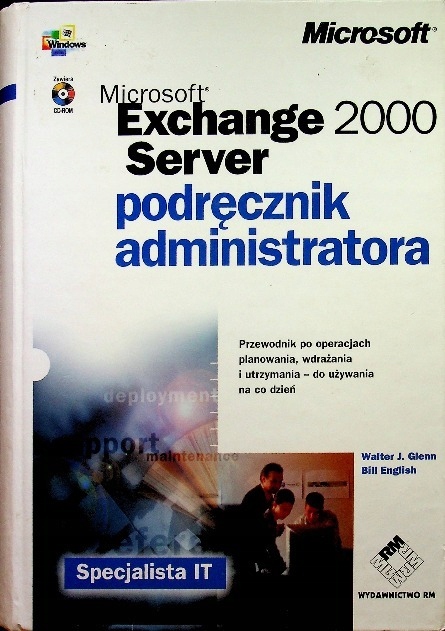 Microsoft®
Windows
Zawiera
CD-ROM
Microsoft®
Exchange 2000
Server
podręcznik
administratora
Przewodnik po operacjach
planowania, wdrażania
i utrzymania – do używania
na co dzień
deployment
support
maintenance
Walter J. Glenn
Bill English
Specjalista IT
RM
WYDAWNICTWO RM